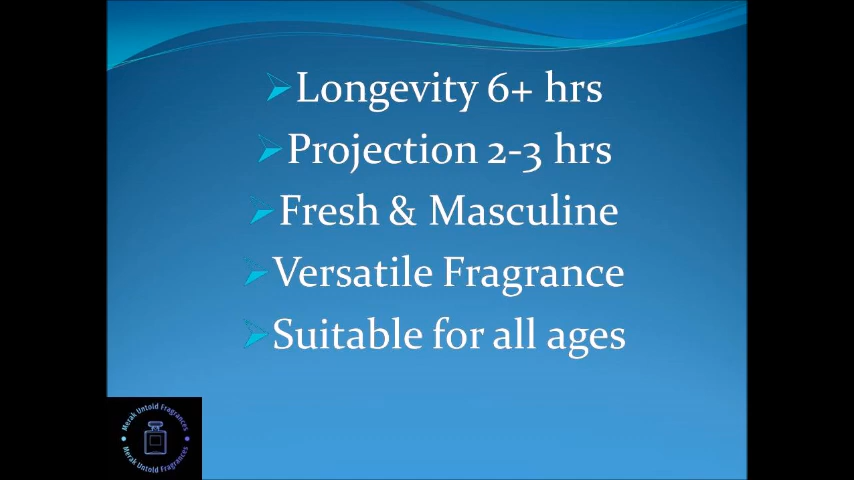 Longevity 6+ hrs
Projection 2-3 hrs
Fresh & Masculine
Versatile Fragrance
Suitable for all ages
Merak Untold Fragrances
Merak Untold Fragrances